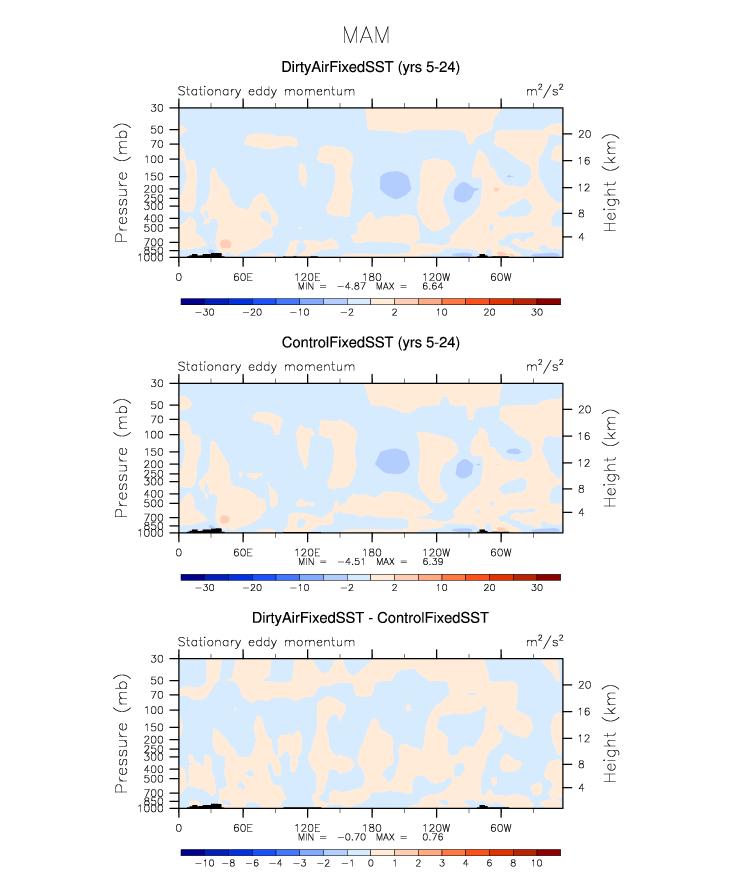 MAM
DirtyAirFixedSST (yrs 5-24)
Stationary eddy momentum m²/s²
Pressure (mb)
30
50
70
100
150
200
250
300
400
500
700
850
1000
20
16
12
8
4
Height (km)
0 60E 120E 180 120W 60W
MIN = −4.87 MAX = 6.64
−30 −20 −10 −2 2 10 20 30
ControlFixedSST (yrs 5-24)
Stationary eddy momentum m²/s²
Pressure (mb)
30
50
70
100
150
200
250
300
400
500
700
850
1000
20
16
12
8
4
Height (km)
0 60E 120E 180 120W 60W
MIN = −4.51 MAX = 6.39
−30 −20 −10 −2 2 10 20 30
DirtyAirFixedSST - ControlFixedSST
Stationary eddy momentum m²/s²
Pressure (mb)
30
50
70
100
150
200
250
300
400
500
700
850
1000
20
16
12
8
4
Height (km)
0 60E 120E 180 120W 60W
MIN = −0.70 MAX = 0.76
−10 −8 −6 −4 −3 −2 −1 0 1 2 3 4 6 8 10